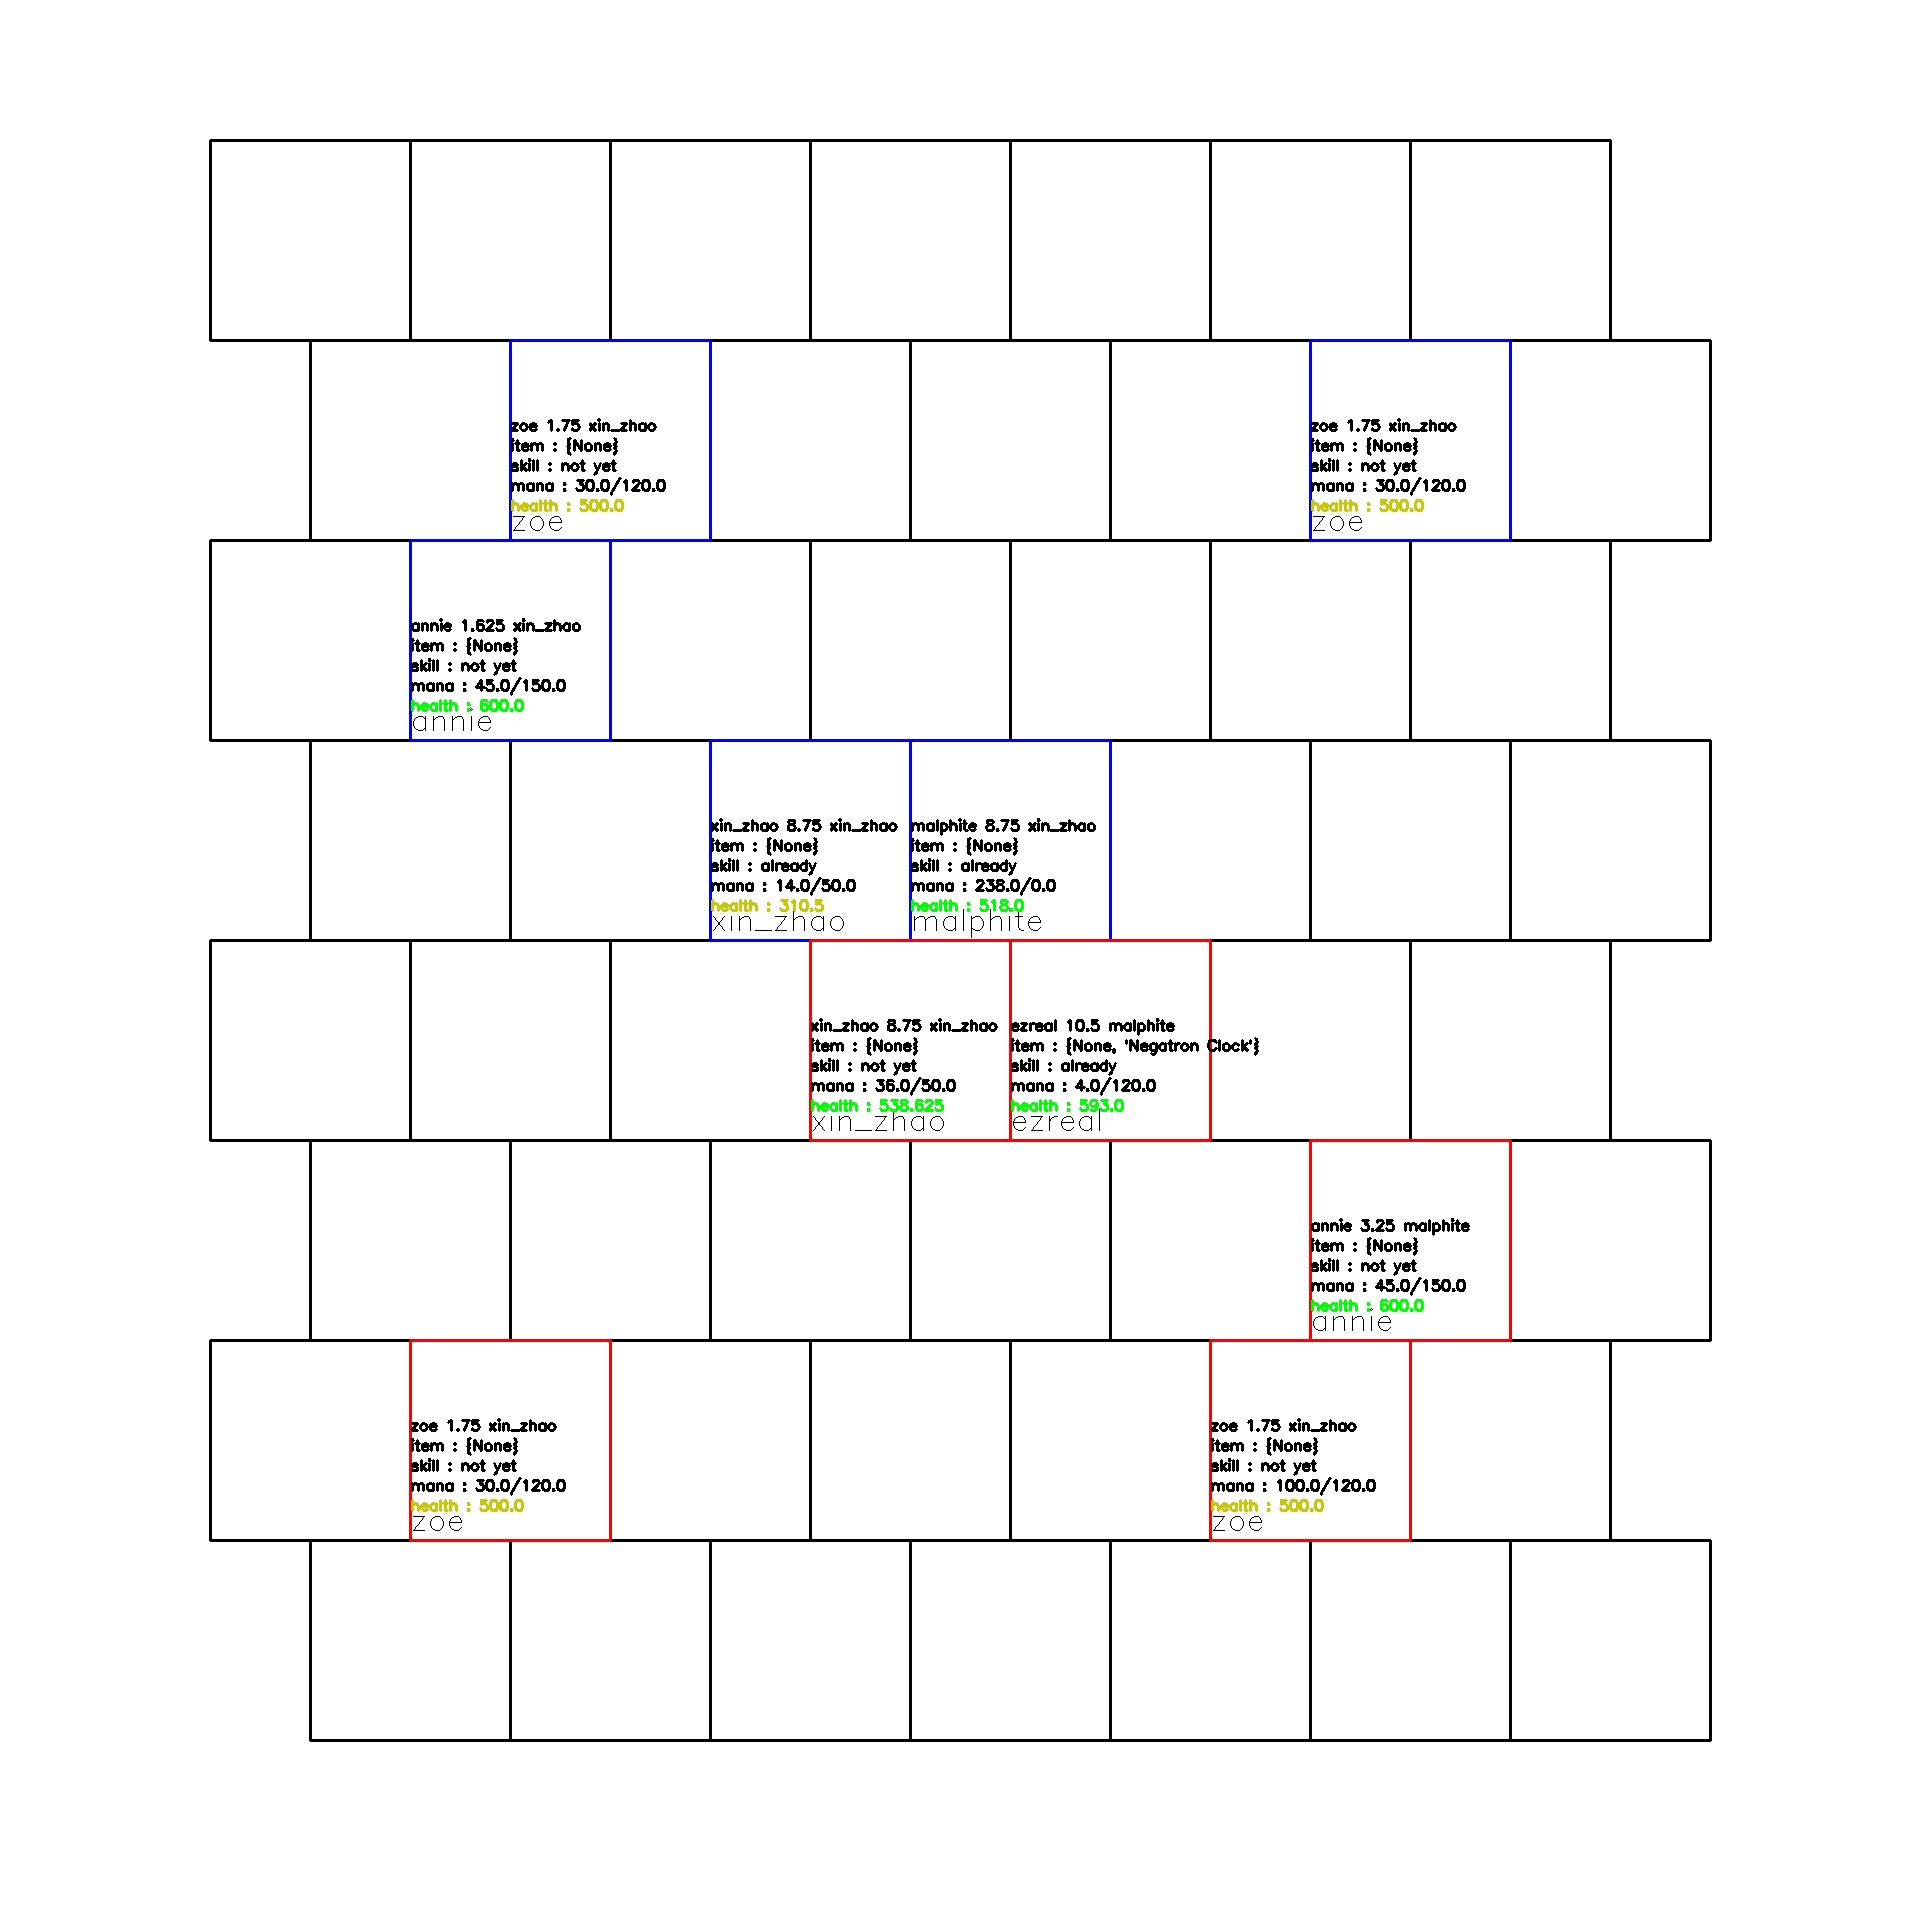 zoe 1.75 xin_zhao
item : {None}
skill : not yet
mana : 30.0/120.0
health : 500.0
zoe
zoe 1.75 xin_zhao
item : {None}
skill : not yet
mana : 30.0/120.0
health : 500.0
zoe
annie 1.625 xin_zhao
item : {None}
skill : not yet
mana : 45.0/150.0
health : 600.0
annie
xin_zhao 8.75 xin_zhao
item : {None}
skill : already
mana : 14.0/50.0
health : 310.5
xin_zhao
malphite 8.75 xin_zhao
item : {None}
skill : already
mana : 238.0/0.0
health : 518.0
malphite
xin_zhao 8.75 xin_zhao
item : {None}
skill : not yet
mana : 36.0/50.0
health : 538.625
xin_zhao
ezreal 10.5 malphite
item : {None, 'Negatron Clock'}
skill : already
mana : 4.0/120.0
health : 593.0
ezreal
annie 3.25 malphite
item : {None}
skill : not yet
mana : 45.0/150.0
health : 600.0
annie
zoe 1.75 xin_zhao
item : {None}
skill : not yet
mana : 30.0/120.0
health : 500.0
zoe
zoe 1.75 xin_zhao
item : {None}
skill : not yet
mana : 100.0/120.0
health : 500.0
zoe